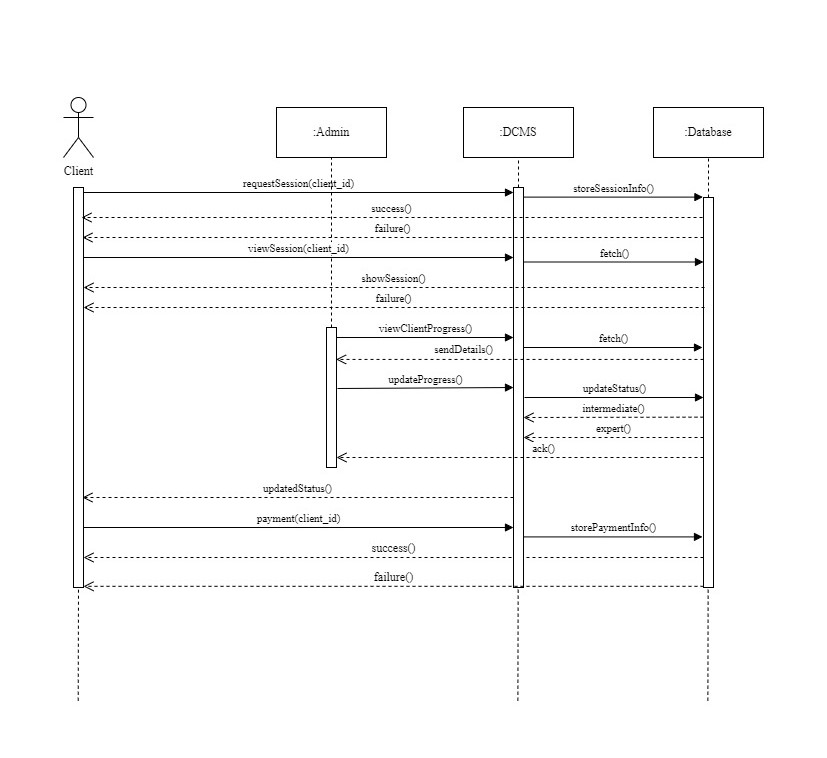 :Admin
:DCMS
:Database
Client
requestSession(client_id)
storeSessionInfo()
success()
failure()
viewSession(client_id)
fetch()
showSession()
failure()
viewClientProgress()
fetch()
sendDetails()
updateProgress()
updateStatus()
intermediate()
expert()
ack()
updatedStatus()
payment(client_id)
storePaymentInfo()
success()
failure()